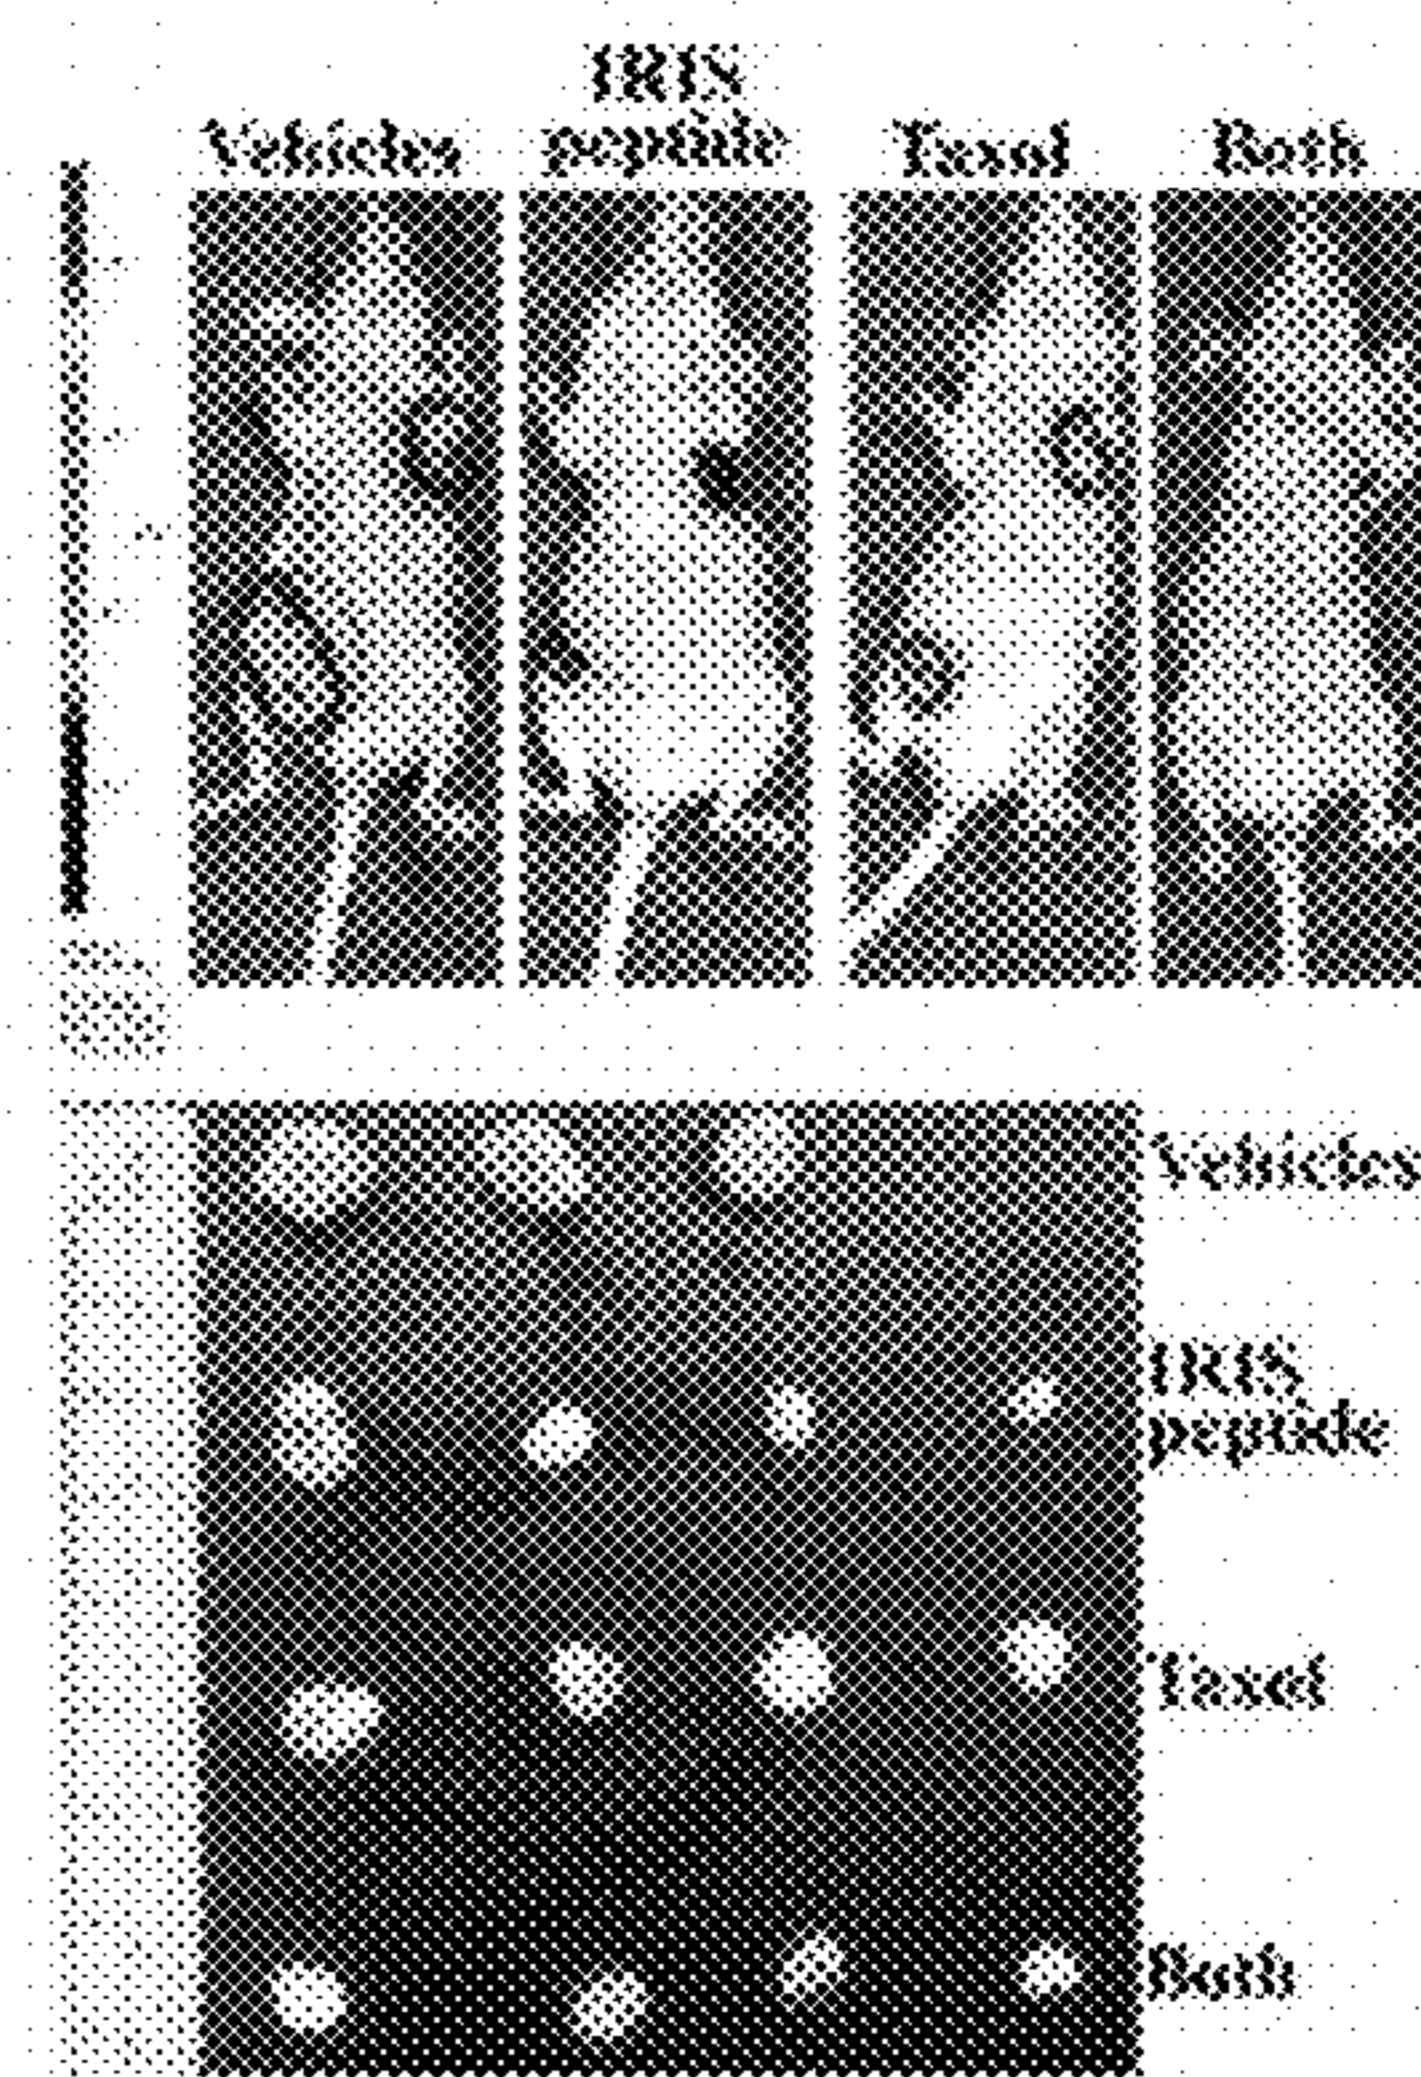 IRIS
Vehicles peptide Taxol Both
Vehicles
IRIS
peptide
Taxol
Both